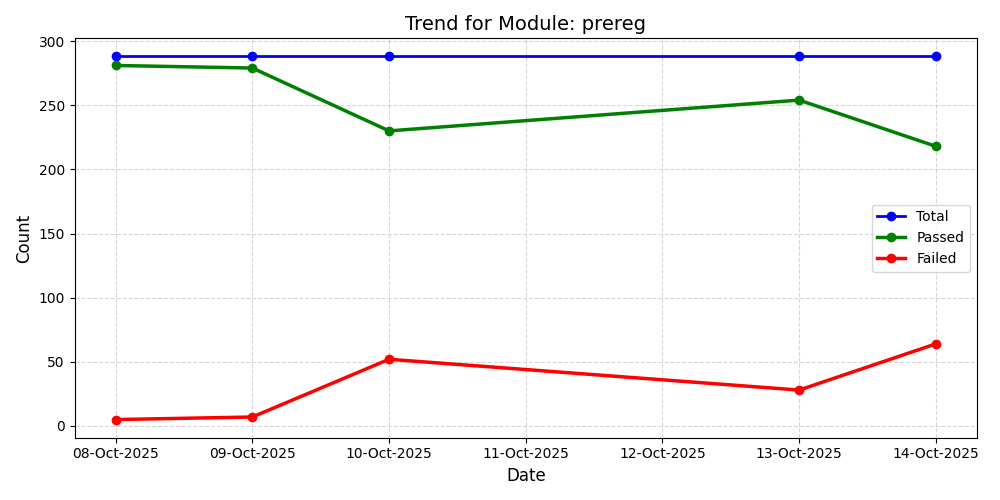 Trend for Module: prereg
300
250
200
150
100
50
0
Count
Total
Passed
Failed
08-Oct-2025
09-Oct-2025
10-Oct-2025
11-Oct-2025
12-Oct-2025
13-Oct-2025
14-Oct-2025
Date